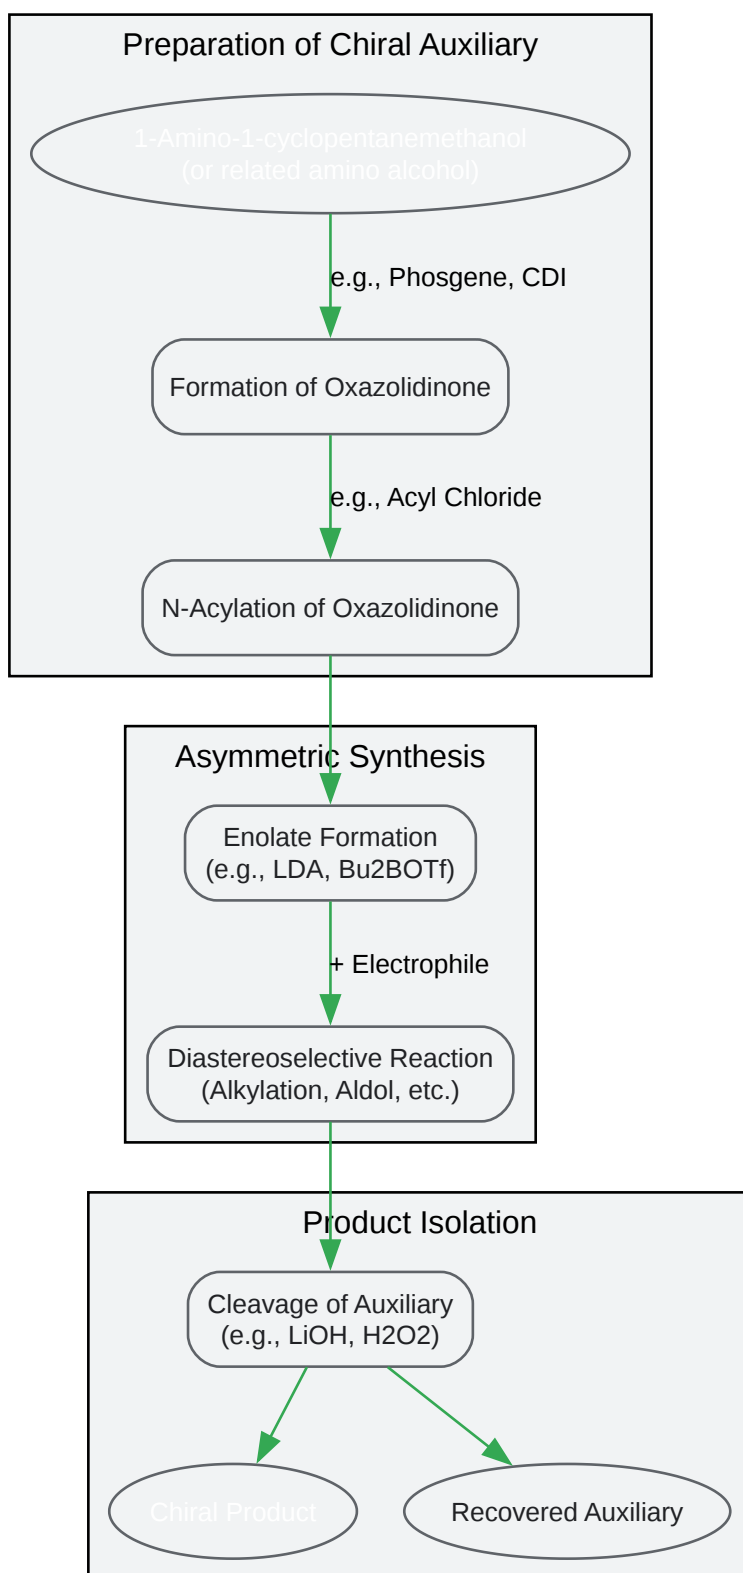 Preparation of Chiral Auxiliary
1-Amino-1-cyclopentanemethanol
(or related amino alcohol)
e.g., Phosgene, CDI
Formation of Oxazolidinone
e.g., Acyl Chloride
N-Acylation of Oxazolidinone
Asymmetric Synthesis
Enolate Formation
(e.g., LDA, Bu2BOTf)
+ Electrophile
Diastereoselective Reaction
(Alkylation, Aldol, etc.)
Product Isolation
Cleavage of Auxiliary
(e.g., LiOH, H2O2)
Chiral Product
Recovered Auxiliary